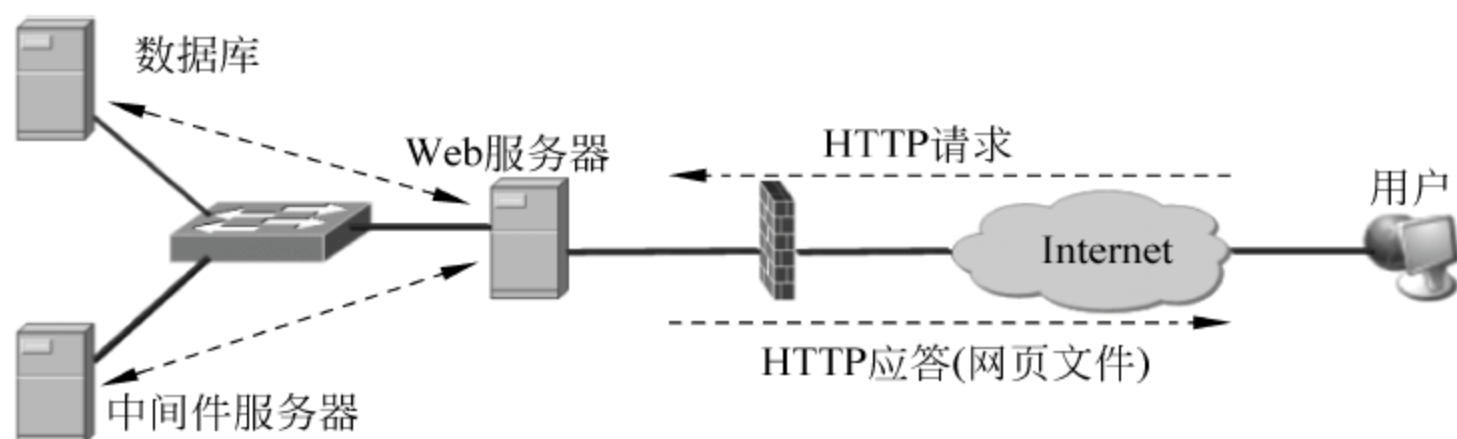 数据库
Web服务器
HTTP请求
用户
Internet
HTTP应答(网页文件)
中间件服务器